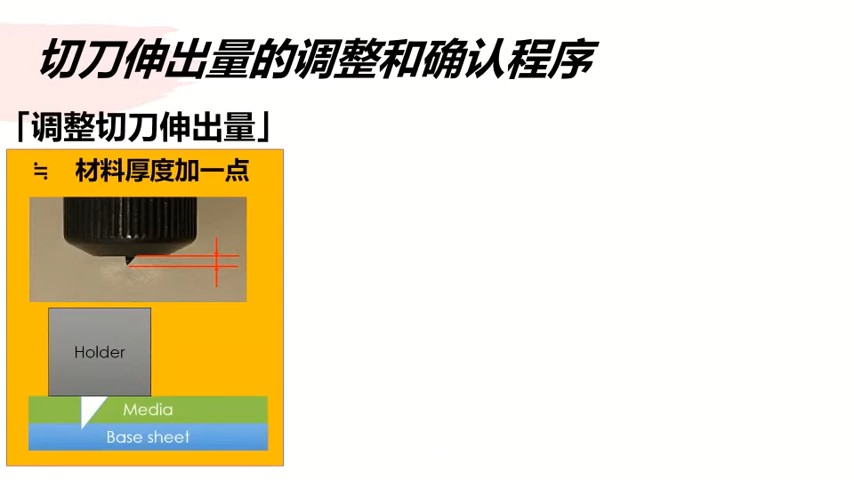 切刀伸出量的调整和确认程序
「调整切刀伸出量」
≒ 材料厚度加一点
Holder
Media
Base sheet